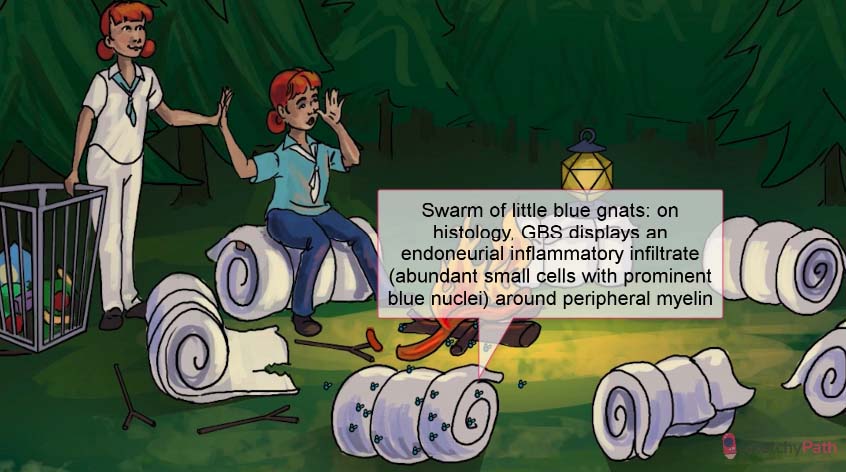 Swarm of little blue gnats: on
histology, GBS displays an
endoneurial inflammatory infiltrate
(abundant small cells with prominent
blue nuclei) around peripheral myelin
SketchyPath